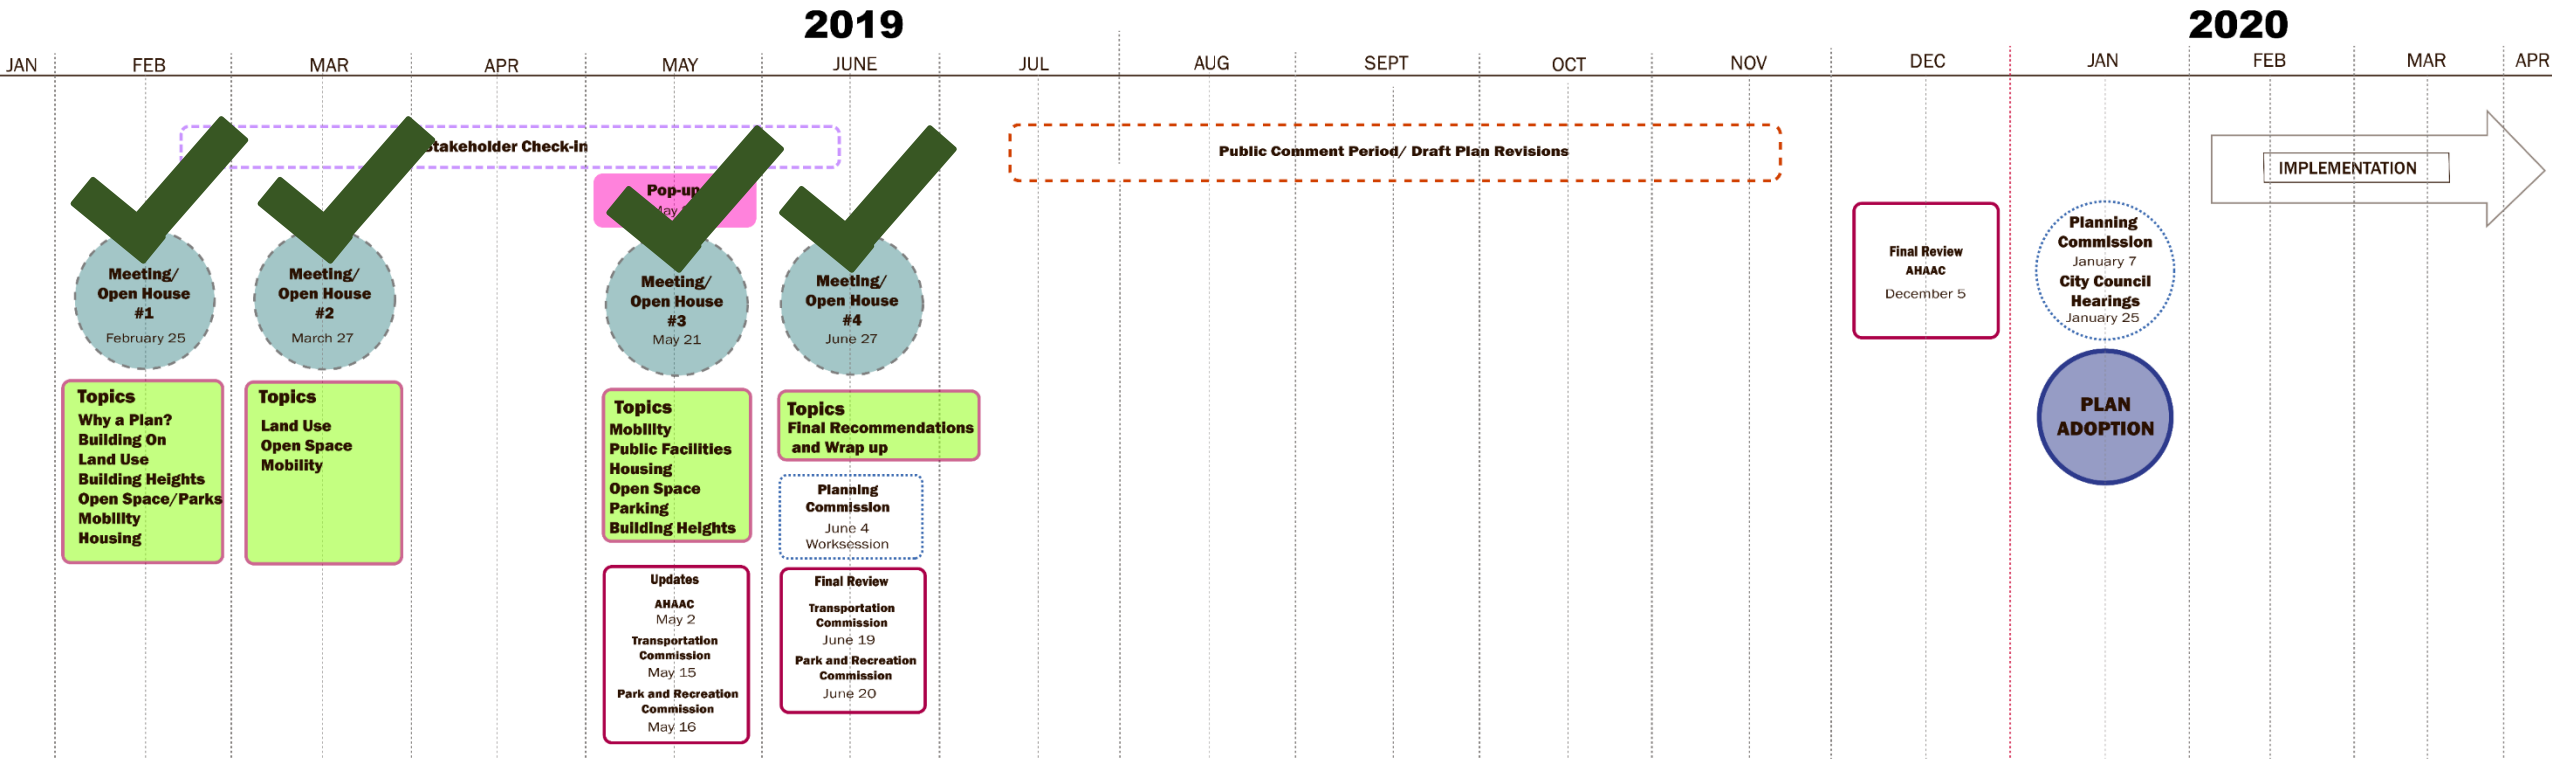 2019
2020
JAN FEB MAR APR MAY JUNE JUL AUG SEPT OCT NOV DEC JAN FEB MAR APR
Stakeholder Check-in
Public Comment Period/ Draft Plan Revisions
IMPLEMENTATION
Pop-up
May
Meeting/
Open House
#1
February 25
Meeting/
Open House
#2
March 27
Meeting/
Open House
#3
May 21
Meeting/
Open House
#4
June 27
Final Review
AHAAC
December 5
Planning
Commission
January 7
City Council
Hearings
January 25
PLAN
ADOPTION
Topics
Why a Plan?
Building On
Land Use
Building Heights
Open Space/Parks
Mobility
Housing
Topics
Land Use
Open Space
Mobility
Topics
Mobility
Public Facilities
Housing
Open Space
Parking
Building Heights
Topics
Final Recommendations
and Wrap up
Planning
Commission
June 4
Worksession
Updates
AHAAC
May 2
Transportation
Commission
May 15
Park and Recreation
Commission
May 16
Final Review
Transportation
Commission
June 19
Park and Recreation
Commission
June 20